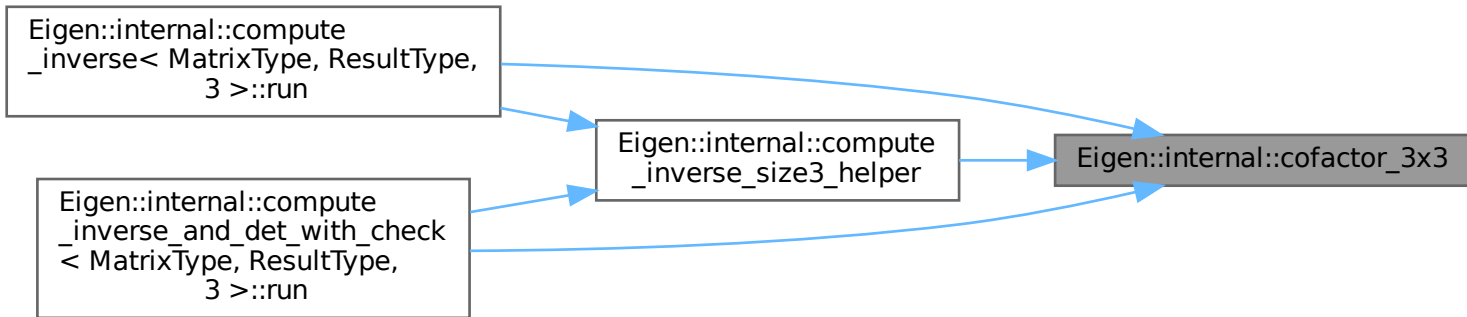 Eigen::internal::compute
_inverse< MatrixType, ResultType,
3 >::run
Eigen::internal::compute
_inverse_size3_helper
Eigen::internal::cofactor_3x3
Eigen::internal::compute
_inverse_and_det_with_check
< MatrixType, ResultType,
3 >::run